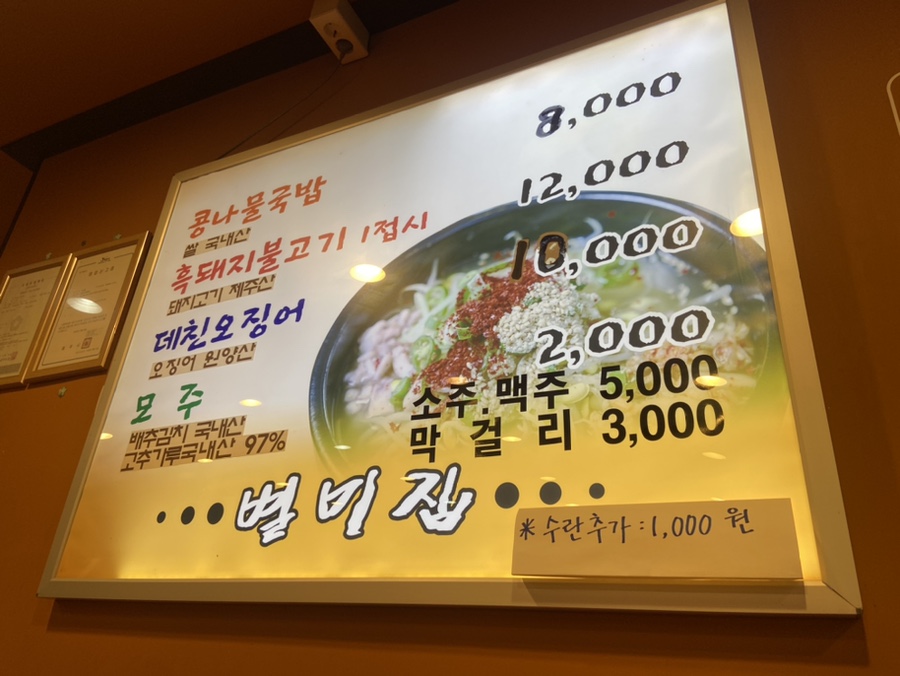 콩나물국밥 8,000
쌀 국내산
흑돼지불고기 1접시 12,000
돼지고기 제주산
데친오징어 10,000
오징어 원양산
모주 2,000
배추김치 국내산
고추가루국내산 97%
소주.맥주 5,000
막걸리 3,000
···별미집···
※수란추가:1,000원